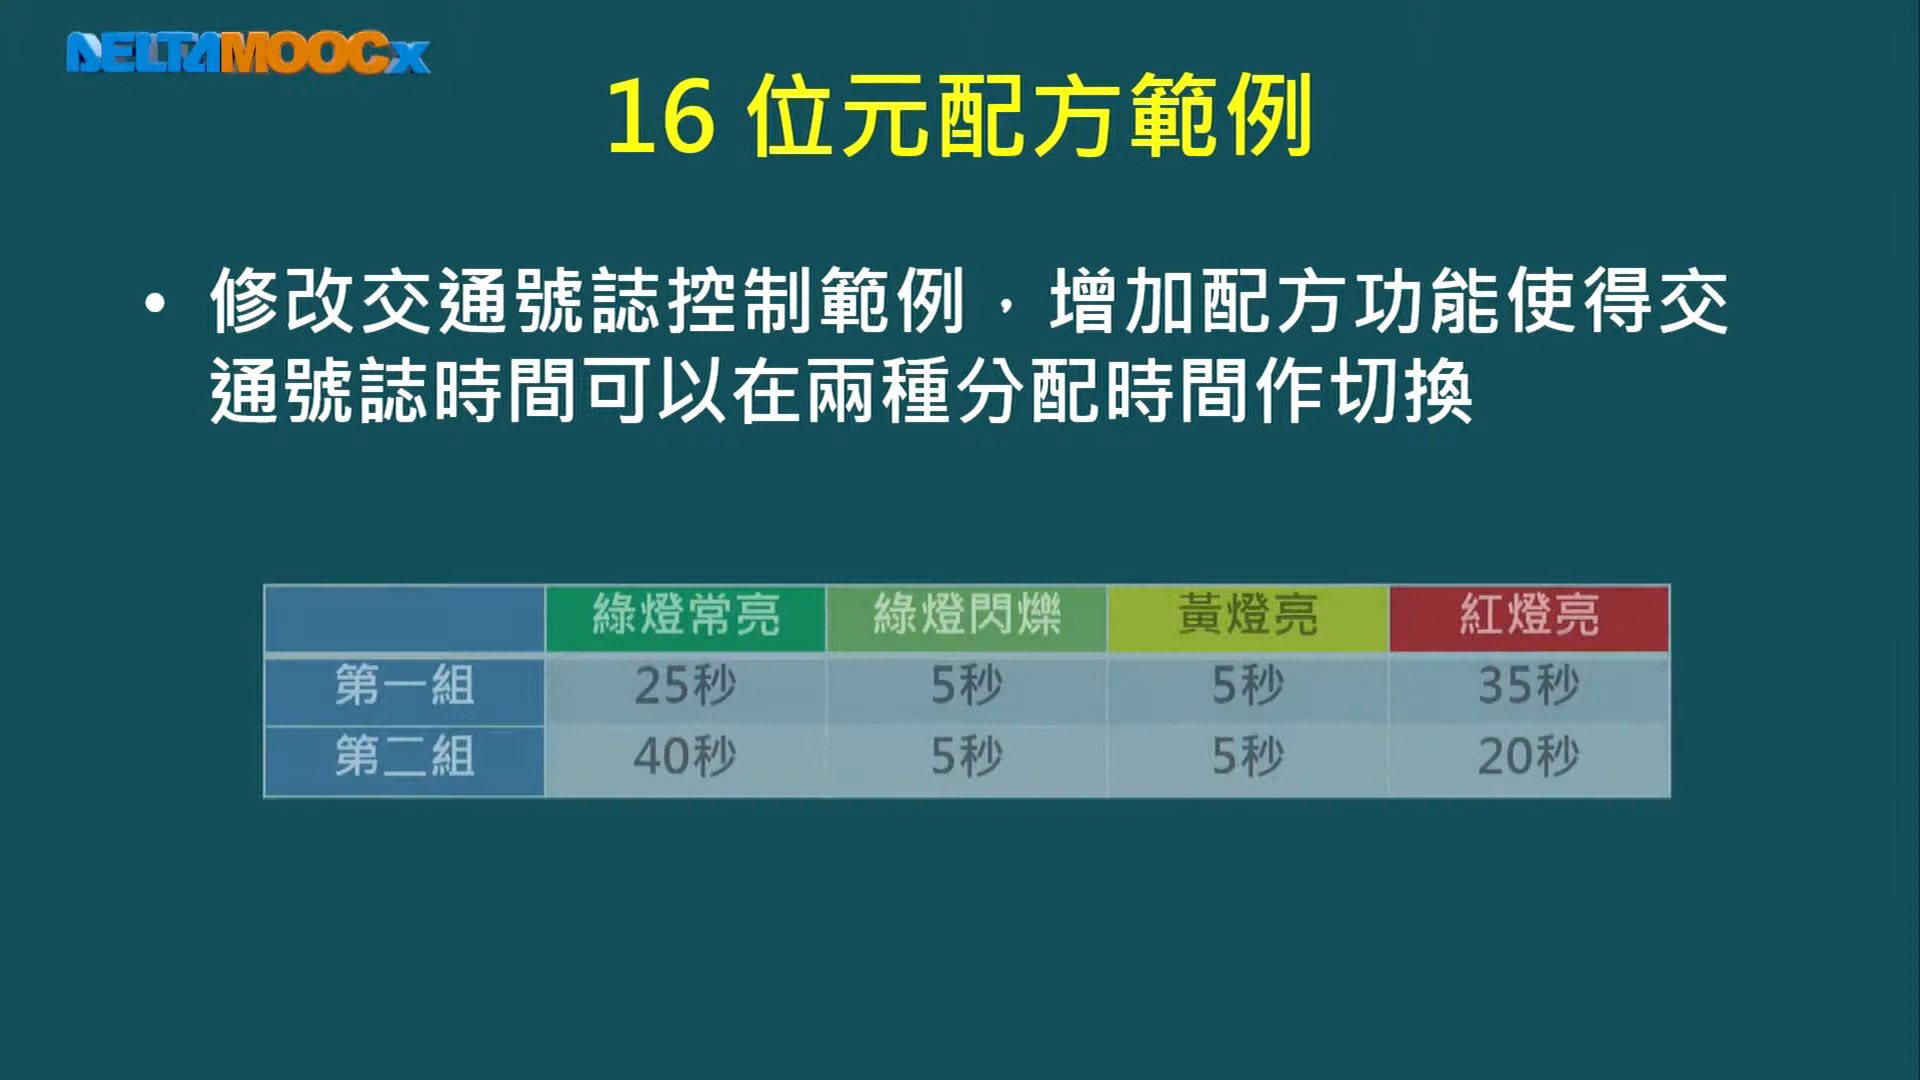 DELTAMOOCx
16 位元配方範例
• 修改交通號誌控制範例，增加配方功能使得交
通號誌時間可以在兩種分配時間作切換
綠燈常亮 綠燈閃爍 黃燈亮 紅燈亮
第一組 25秒 5秒 5秒 35秒
第二組 40秒 5秒 5秒 20秒